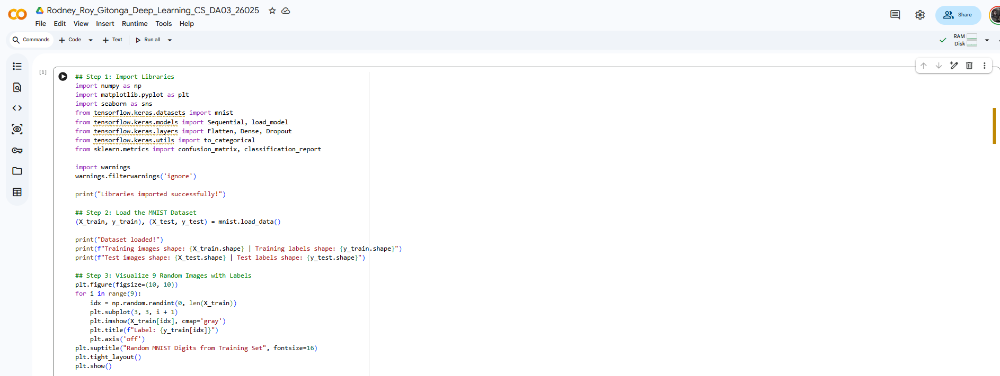 Rodney_Roy_Gitonga_Deep_Learning_CS_DA03_26025
File Edit View Insert Runtime Tools Help
Share
Commands + Code + Text Run all
RAM
Disk
[1]
## Step 1: Import Libraries
import numpy as np
import matplotlib.pyplot as plt
import seaborn as sns
from tensorflow.keras.datasets import mnist
from tensorflow.keras.models import Sequential, load_model
from tensorflow.keras.layers import Flatten, Dense, Dropout
from tensorflow.keras.utils import to_categorical
from sklearn.metrics import confusion_matrix, classification_report
import warnings
warnings.filterwarnings('ignore')
print("Libraries imported successfully!")
## Step 2: Load the MNIST Dataset
(X_train, y_train), (X_test, y_test) = mnist.load_data()
print("Dataset loaded!")
print(f"Training images shape: {X_train.shape} | Training labels shape: {y_train.shape}")
print(f"Test images shape: {X_test.shape} | Test labels shape: {y_test.shape}")
## Step 3: Visualize 9 Random Images with Labels
plt.figure(figsize=(10, 10))
for i in range(9):
    idx = np.random.randint(0, len(X_train))
    plt.subplot(3, 3, i + 1)
    plt.imshow(X_train[idx], cmap='gray')
    plt.title(f"Label: {y_train[idx]}")
    plt.axis('off')
plt.suptitle("Random MNIST Digits from Training Set", fontsize=16)
plt.tight_layout()
plt.show()